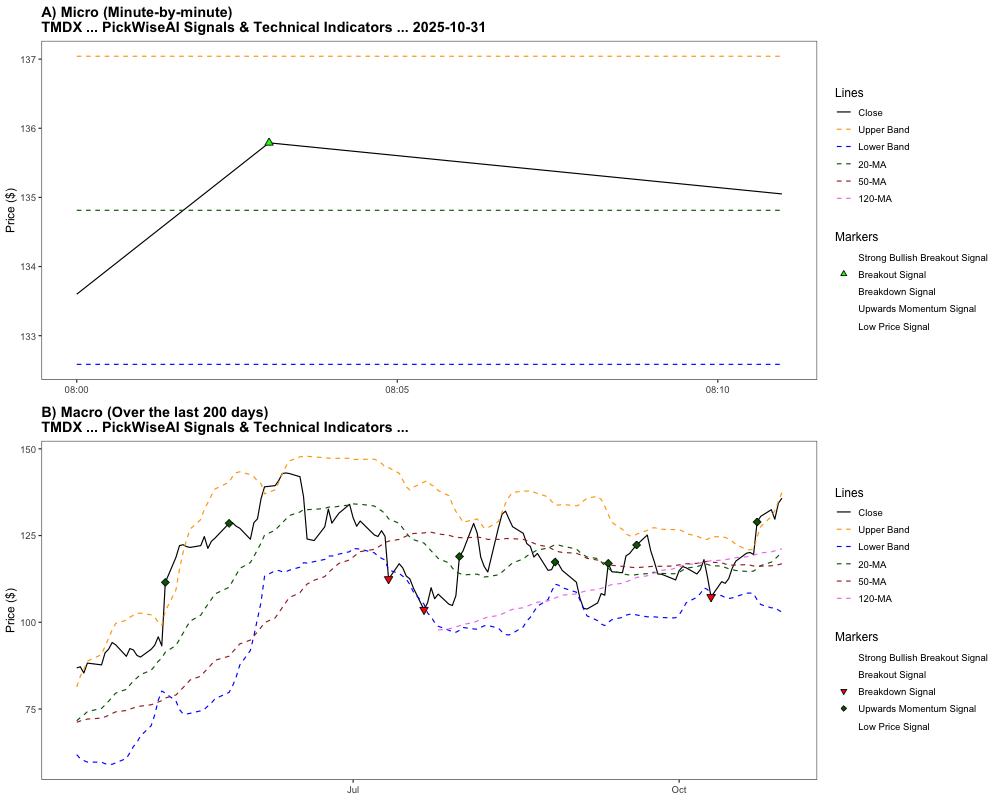 A) Micro (Minute-by-minute)
TMDX ... PickWiseAI Signals & Technical Indicators ... 2025-10-31
137
136
135
134
133
Price ($)
08:00
08:05
08:10
Lines
Close
Upper Band
Lower Band
20-MA
50-MA
120-MA
Markers
Strong Bullish Breakout Signal
Breakout Signal
Breakdown Signal
Upwards Momentum Signal
Low Price Signal
B) Macro (Over the last 200 days)
TMDX ... PickWiseAI Signals & Technical Indicators ...
150
125
100
75
Price ($)
Jul
Oct
Lines
Close
Upper Band
Lower Band
20-MA
50-MA
120-MA
Markers
Strong Bullish Breakout Signal
Breakout Signal
Breakdown Signal
Upwards Momentum Signal
Low Price Signal